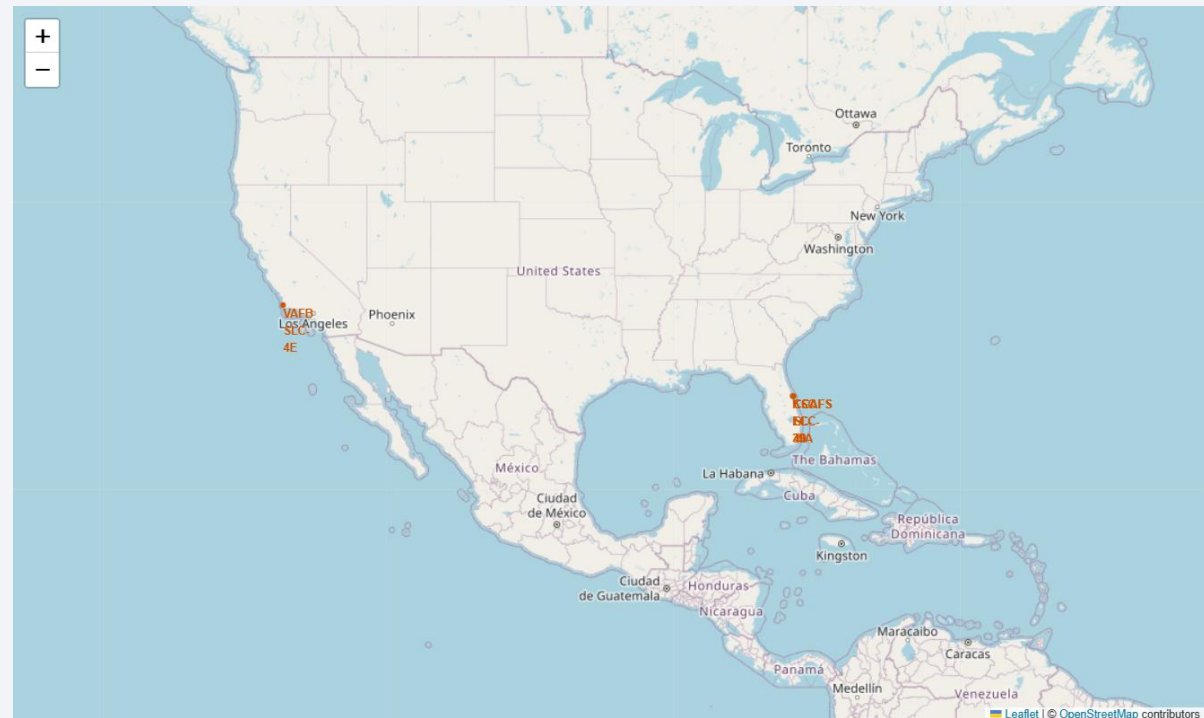 +
−
Ottawa
Toronto
New York
Washington
United States
VAFB
Los Angeles
SLC-
4E
Phoenix
The Bahamas
La Habana
México
Cuba
Ciudad
de México
República
Dominicana
Kingston
Ciudad
de Guatemala
Honduras
Nicaragua
Maracaibo
Caracas
Panamá
Medellín
Venezuela
Leaflet | © OpenStreetMap contributors